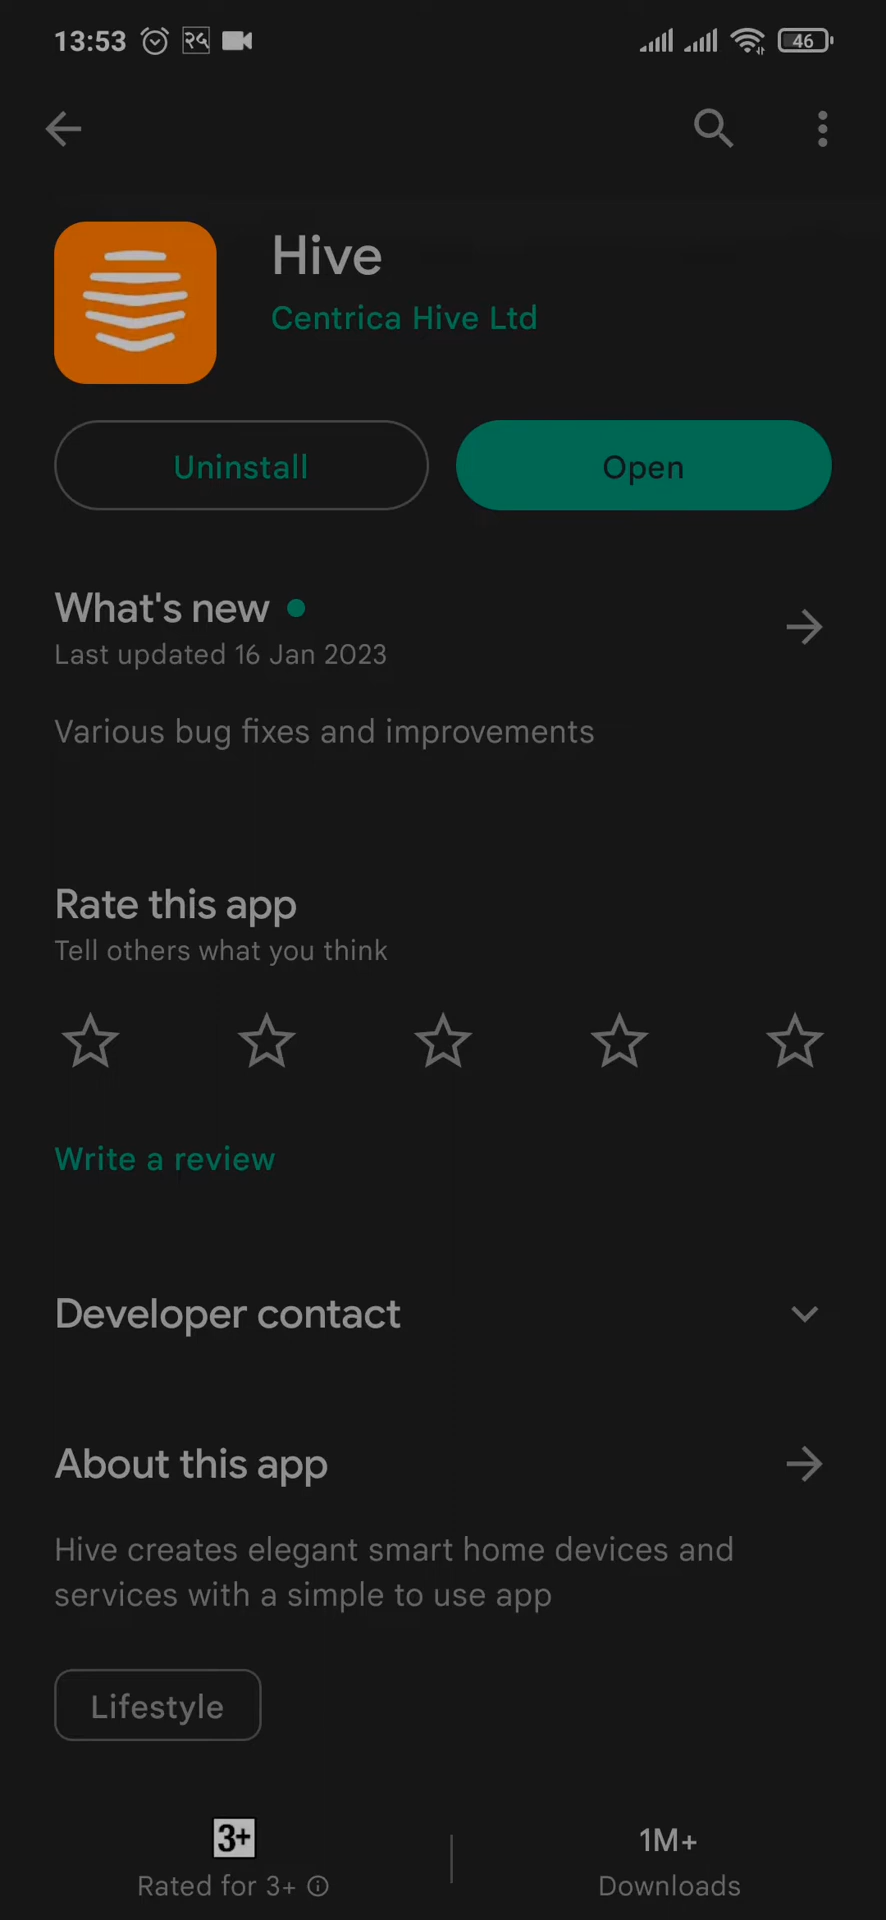 13:53 २५ 46
Hive
Centrica Hive Ltd
Uninstall Open
What's new
Last updated 16 Jan 2023
Various bug fixes and improvements
Rate this app
Tell others what you think
Write a review
Developer contact
About this app
Hive creates elegant smart home devices and
services with a simple to use app
Lifestyle
3+ 1M+
Rated for 3+ Downloads